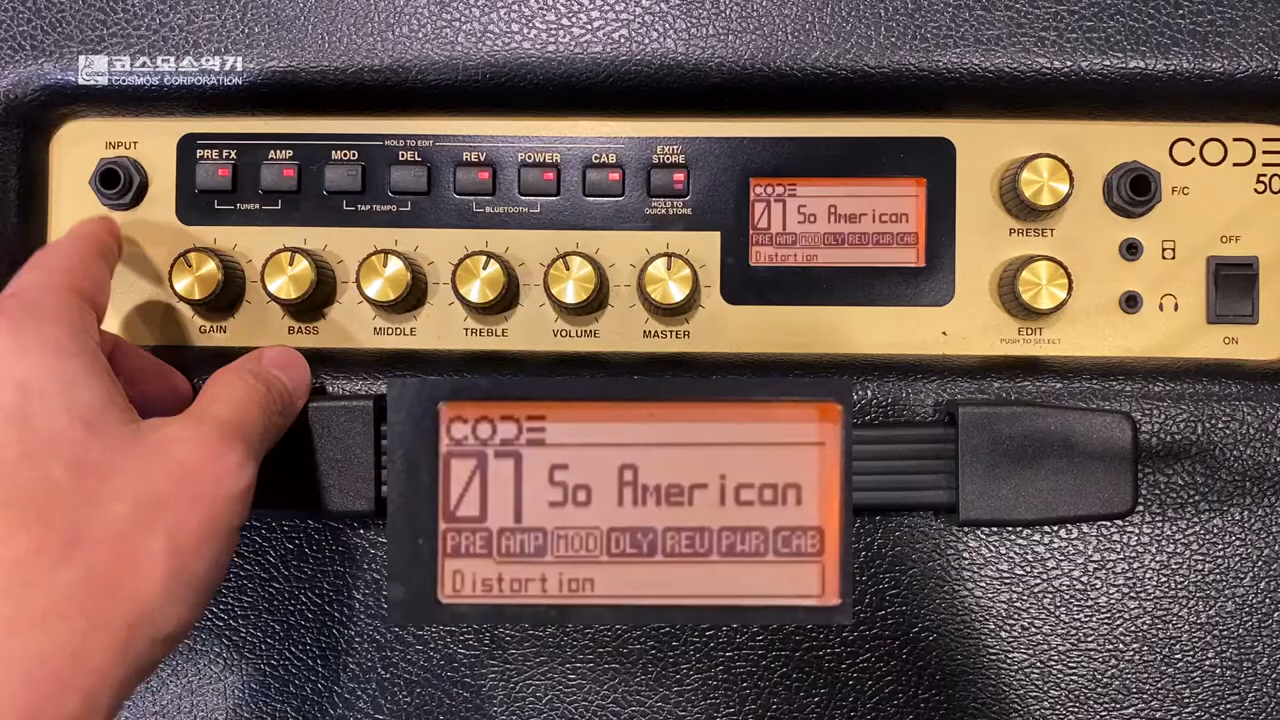 코스모스악기
COSMOS CORPORATION
INPUT
HOLD TO EDIT
PRE FX AMP MOD DEL REV POWER CAB EXIT/STORE
TUNER TAP TEMPO BLUETOOTH HOLD TO QUICK STORE
GAIN BASS MIDDLE TREBLE VOLUME MASTER
CODE
07 So American
PRE AMP MOD DLY REV PWR CAB
Distortion
PRESET
EDIT
PUSH TO SELECT
CODE
50
F/C
OFF
ON
CODE
07 So American
PRE AMP MOD DLY REV PWR CAB
Distortion